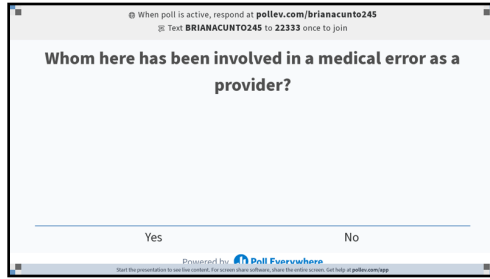 When poll is active, respond at pollev.com/brianacunto245
Text BRIANACUNTO245 to 22333 once to join
Whom here has been involved in a medical error as a
provider?
Yes No
Powered by Poll Everywhere
Start the presentation to see live content. For screen share software, share the entire screen. Get help at pollev.com/app